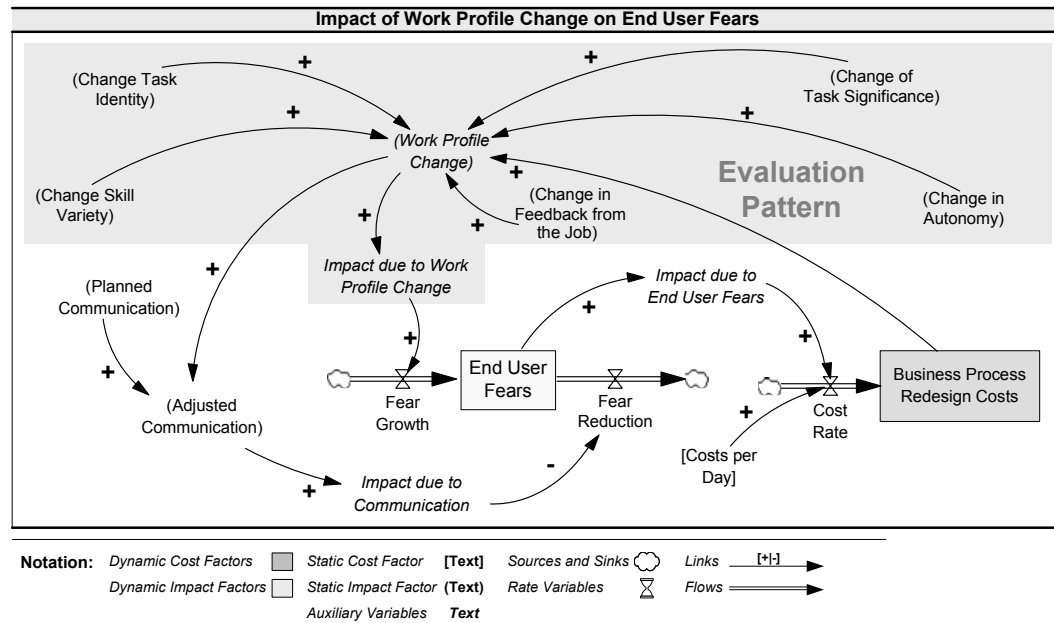 Impact of Work Profile Change on End User Fears
+
+
(Change Task
Identity)
(Change of
Task Significance)
+
+
(Work Profile
Change)
Evaluation
Pattern
(Change Skill
Variety)
+
(Change in
Feedback from
the Job)
(Change in
Autonomy)
+
+
+
Impact due to Work
Profile Change
Impact due to
End User Fears
(Planned
Communication)
+
+
+
+
End User
Fears
Business Process
Redesign Costs
Fear
Growth
Fear
Reduction
Cost
Rate
(Adjusted
Communication)
+
[Costs per
Day]
-
+
Impact due to
Communication
Notation:
Dynamic Cost Factors
Static Cost Factor [Text]
Sources and Sinks
Links [+|-]
Dynamic Impact Factors
Static Impact Factor (Text)
Rate Variables
Flows
Auxiliary Variables Text